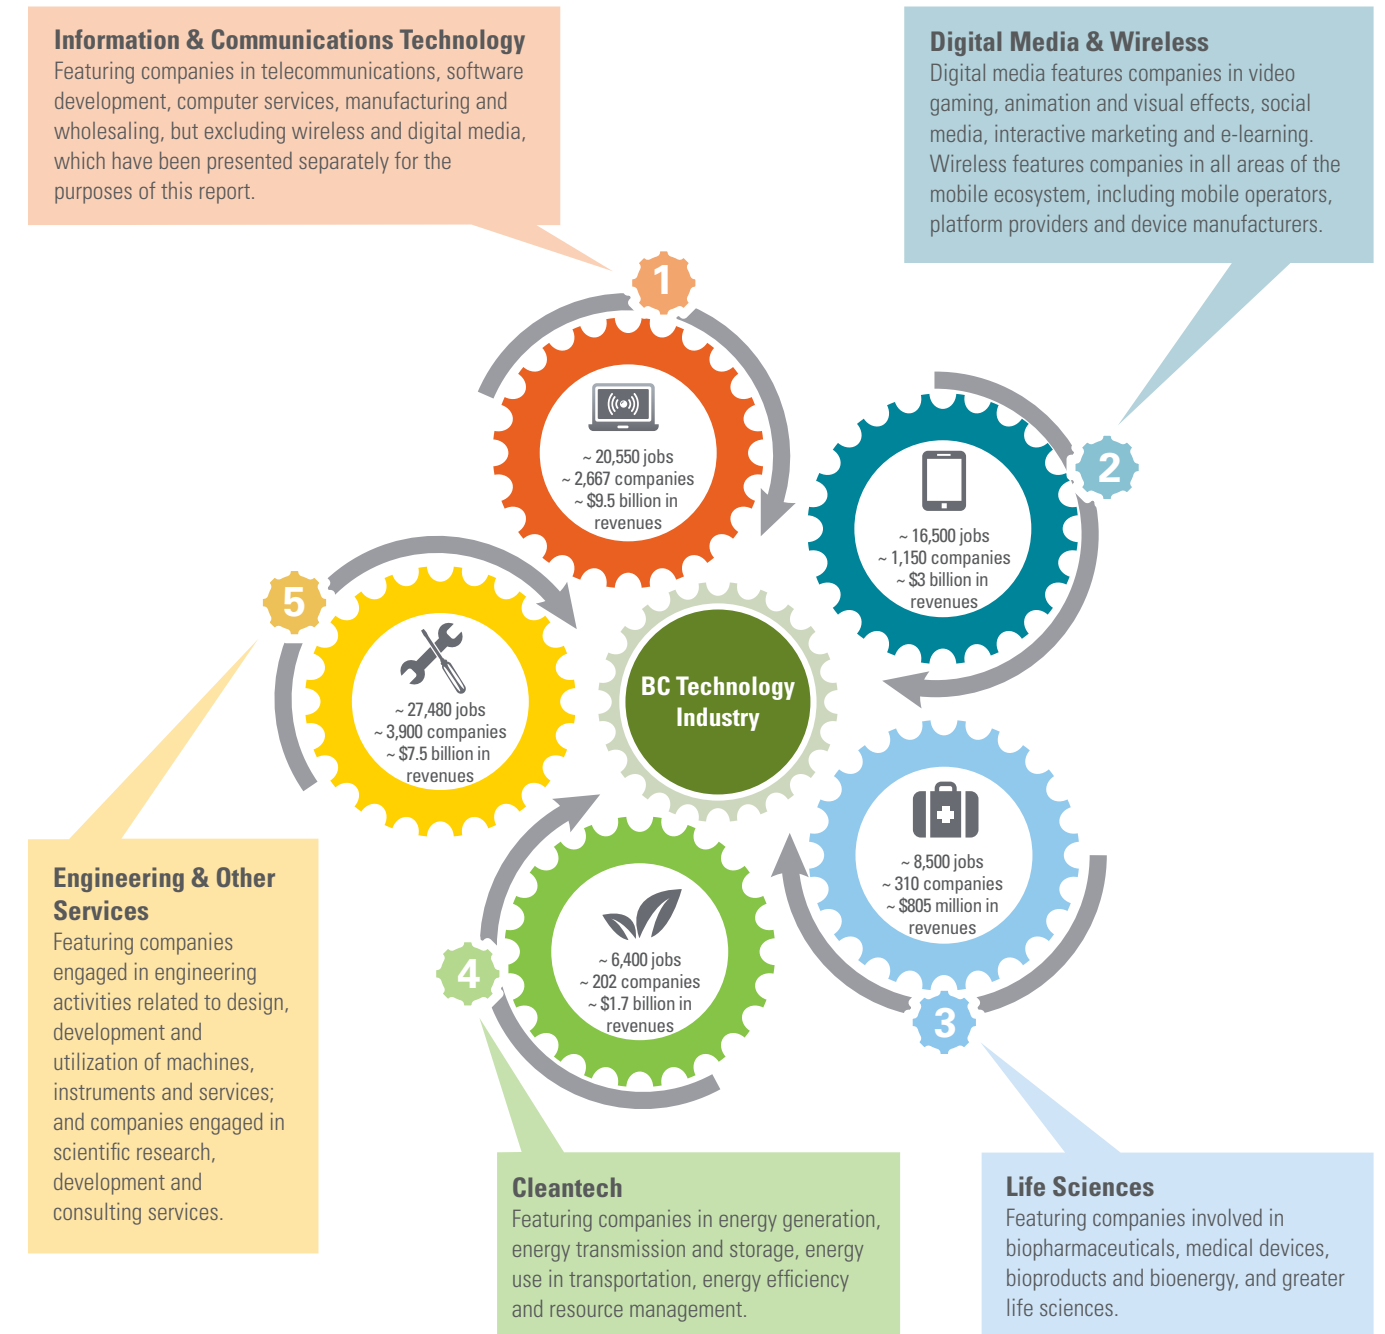 Information & Communications Technology
Featuring companies in telecommunications, software
development, computer services, manufacturing and
wholesaling, but excluding wireless and digital media,
which have been presented separately for the
purposes of this report.
Digital Media & Wireless
Digital media features companies in video
gaming, animation and visual effects, social
media, interactive marketing and e-learning.
Wireless features companies in all areas of the
mobile ecosystem, including mobile operators,
platform providers and device manufacturers.
1
~ 20,550 jobs
~ 2,667 companies
~ $9.5 billion in
revenues
2
~ 16,500 jobs
~ 1,150 companies
~ $3 billion in
revenues
5
~ 27,480 jobs
~ 3,900 companies
~ $7.5 billion in
revenues
BC Technology
Industry
~ 8,500 jobs
~ 310 companies
~ $805 million in
revenues
3
4
~ 6,400 jobs
~ 202 companies
~ $1.7 billion in
revenues
Engineering & Other
Services
Featuring companies
engaged in engineering
activities related to design,
development and
utilization of machines,
instruments and services;
and companies engaged in
scientific research,
development and
consulting services.
Cleantech
Featuring companies in energy generation,
energy transmission and storage, energy
use in transportation, energy efficiency
and resource management.
Life Sciences
Featuring companies involved in
biopharmaceuticals, medical devices,
bioproducts and bioenergy, and greater
life sciences.